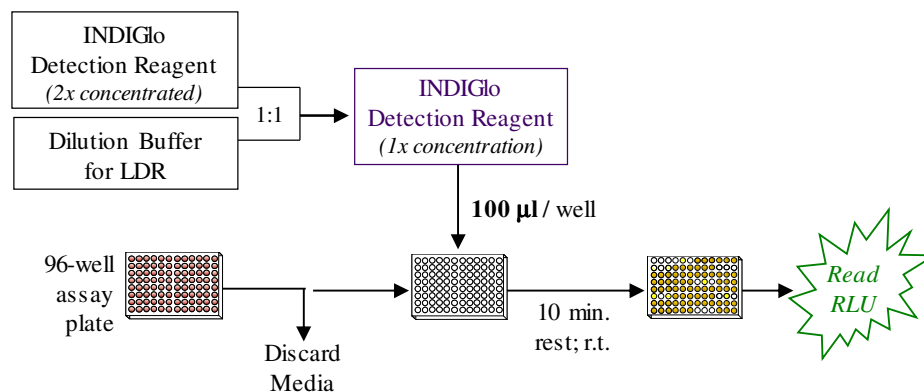 INDIGlo
Detection Reagent
(2x concentrated)
Dilution Buffer
for LDR
1:1
INDIGlo
Detection Reagent
(1x concentration)
100 µl / well
96-well
assay
plate
Discard
Media
10 min.
rest; r.t.
Read
RLU